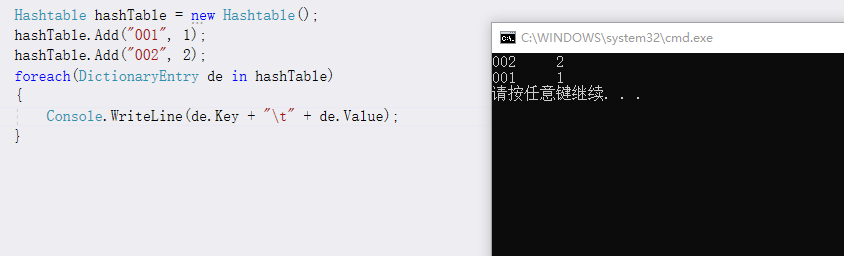 Hashtable hashTable = new Hashtable();
hashTable.Add("001", 1);
hashTable.Add("002", 2);
foreach(DictionaryEntry de in hashTable)
{
    Console.WriteLine(de.Key + "\t" + de.Value);
}
C:\WINDOWS\system32\cmd.exe
002     2
001     1
请按任意键继续. . .